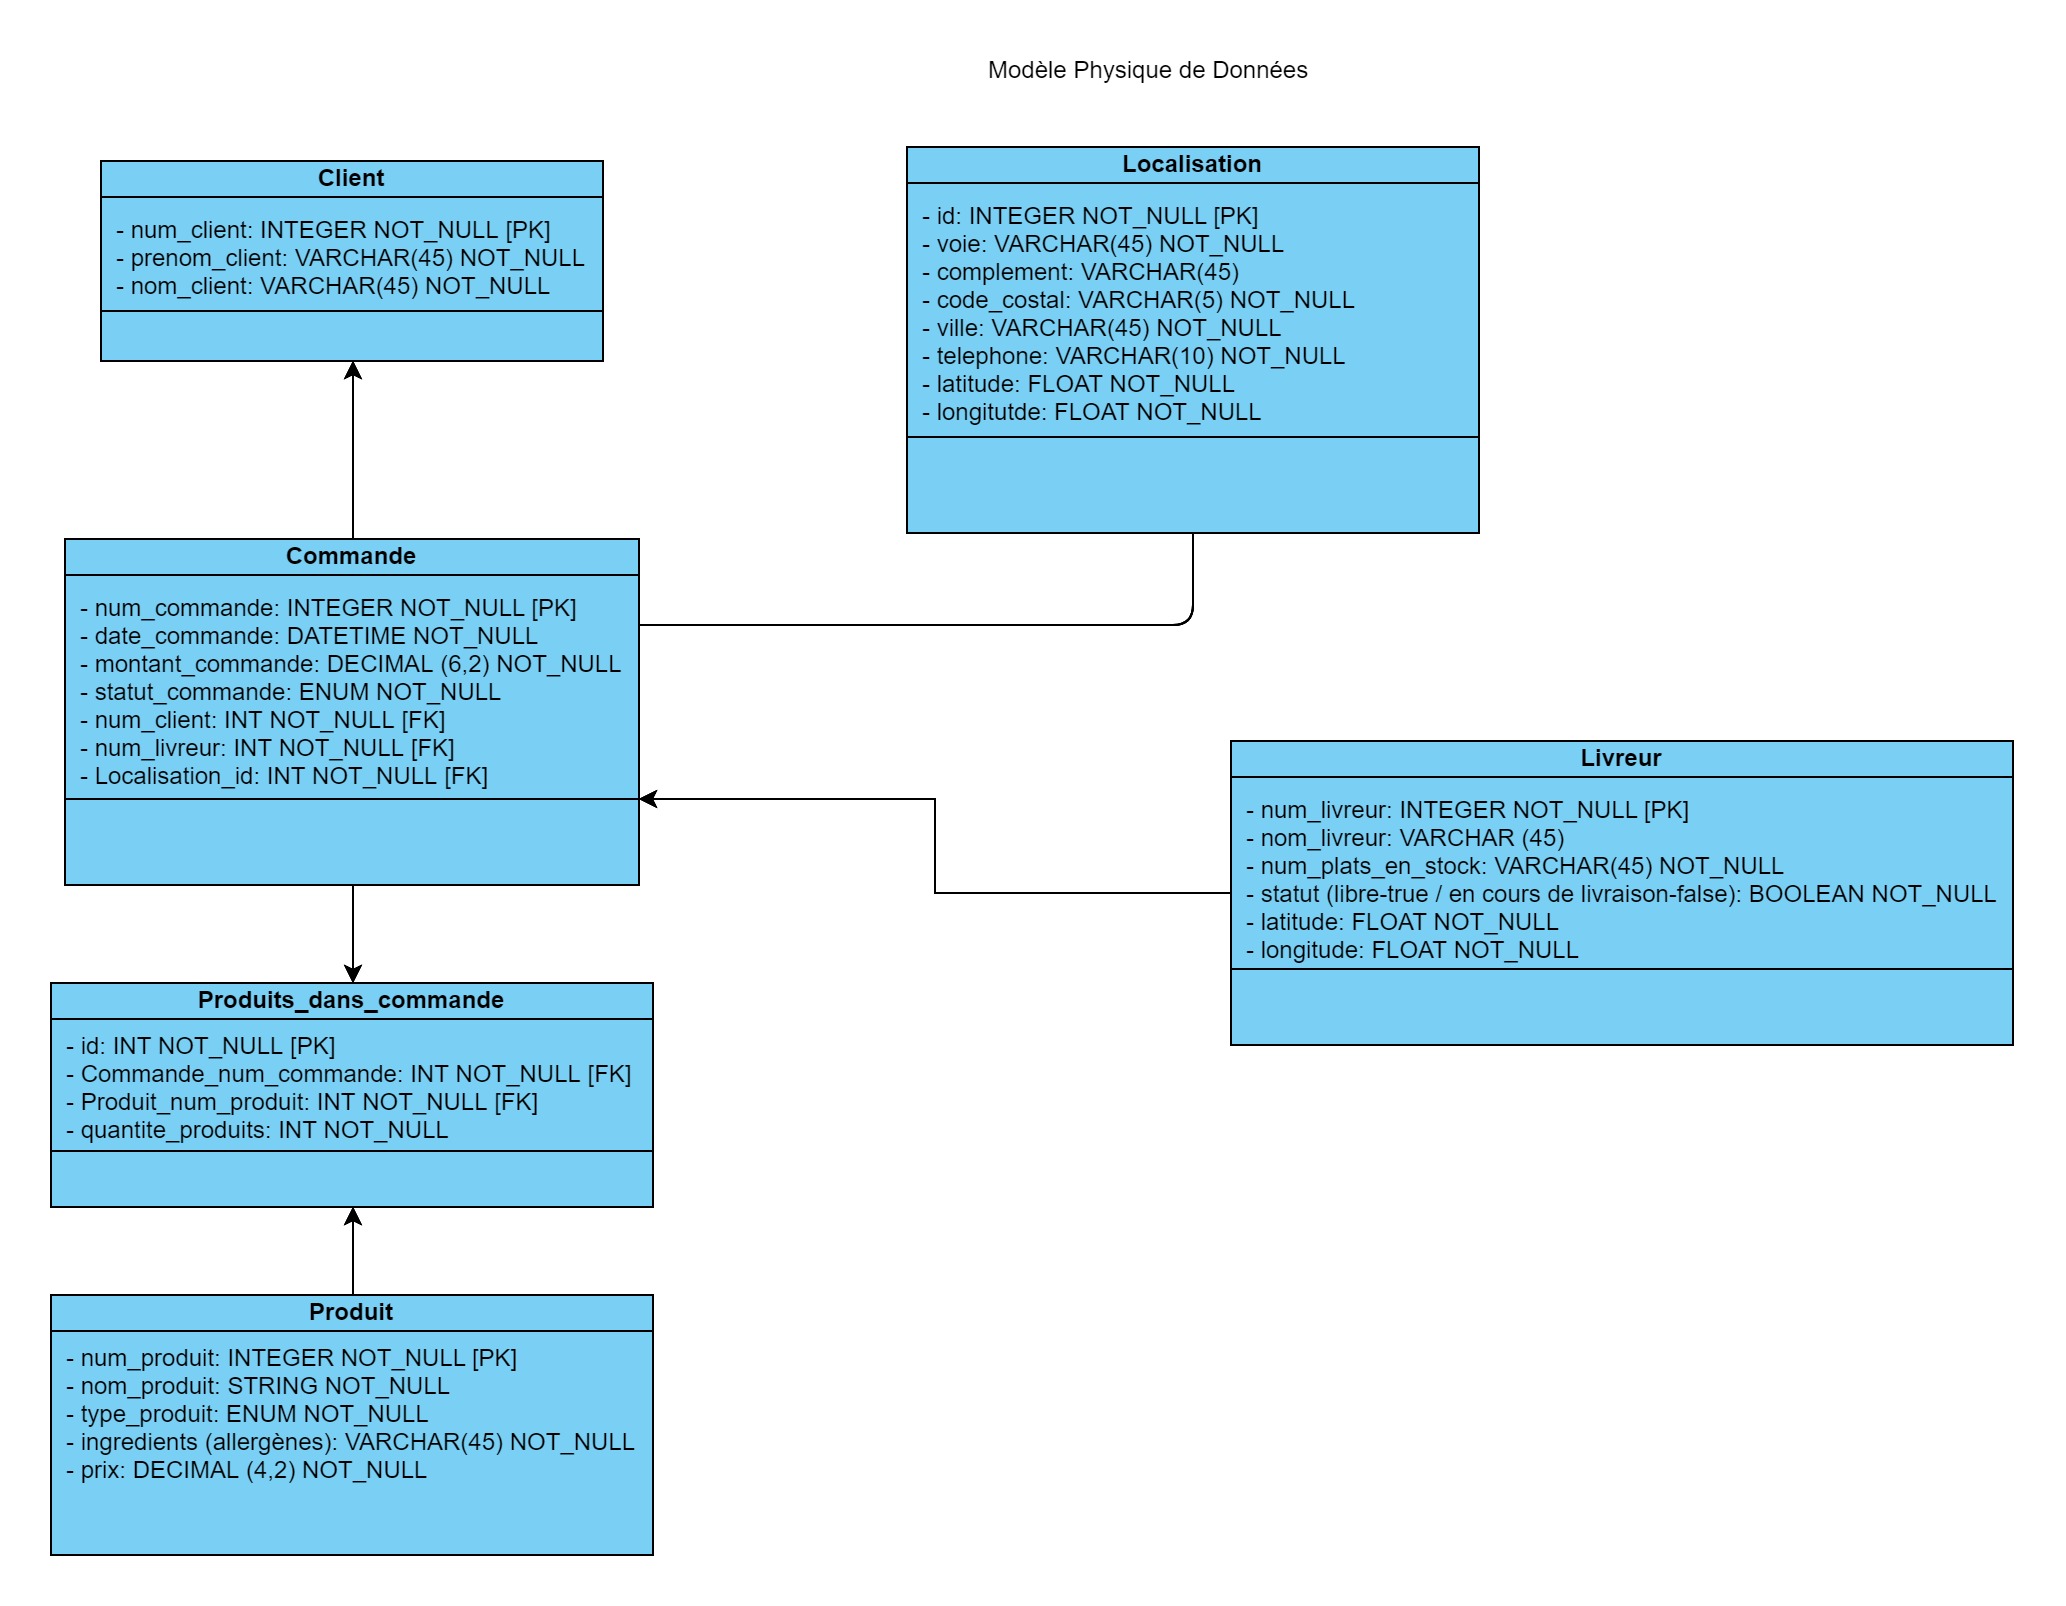 Modèle Physique de Données
Client
- num_client: INTEGER NOT_NULL [PK]
- prenom_client: VARCHAR(45) NOT_NULL
- nom_client: VARCHAR(45) NOT_NULL
Localisation
- id: INTEGER NOT_NULL [PK]
- voie: VARCHAR(45) NOT_NULL
- complement: VARCHAR(45)
- code_costal: VARCHAR(5) NOT_NULL
- ville: VARCHAR(45) NOT_NULL
- telephone: VARCHAR(10) NOT_NULL
- latitude: FLOAT NOT_NULL
- longitutde: FLOAT NOT_NULL
Commande
- num_commande: INTEGER NOT_NULL [PK]
- date_commande: DATETIME NOT_NULL
- montant_commande: DECIMAL (6,2) NOT_NULL
- statut_commande: ENUM NOT_NULL
- num_client: INT NOT_NULL [FK]
- num_livreur: INT NOT_NULL [FK]
- Localisation_id: INT NOT_NULL [FK]
Livreur
- num_livreur: INTEGER NOT_NULL [PK]
- nom_livreur: VARCHAR (45)
- num_plats_en_stock: VARCHAR(45) NOT_NULL
- statut (libre-true / en cours de livraison-false): BOOLEAN NOT_NULL
- latitude: FLOAT NOT_NULL
- longitude: FLOAT NOT_NULL
Produits_dans_commande
- id: INT NOT_NULL [PK]
- Commande_num_commande: INT NOT_NULL [FK]
- Produit_num_produit: INT NOT_NULL [FK]
- quantite_produits: INT NOT_NULL
Produit
- num_produit: INTEGER NOT_NULL [PK]
- nom_produit: STRING NOT_NULL
- type_produit: ENUM NOT_NULL
- ingredients (allergènes): VARCHAR(45) NOT_NULL
- prix: DECIMAL (4,2) NOT_NULL